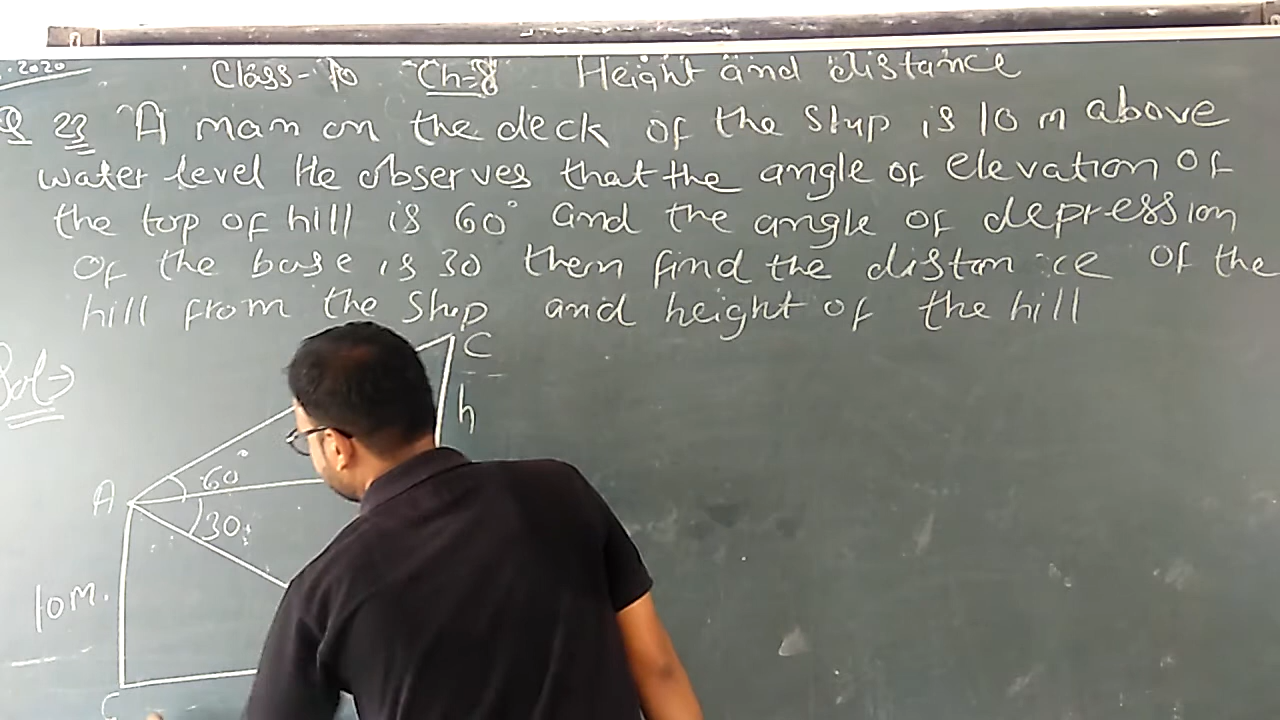 .2020
Class-10 Ch=8 Height and distance
Q 23 A man on the deck of the Ship is 10 m above
water level He observes that the angle of elevation of
the top of hill is 60° and the angle of depression
of the base is 30 then find the distance of the
hill from the Ship and height of the hill
Sol→
C
h
60°
A
30°
10m.